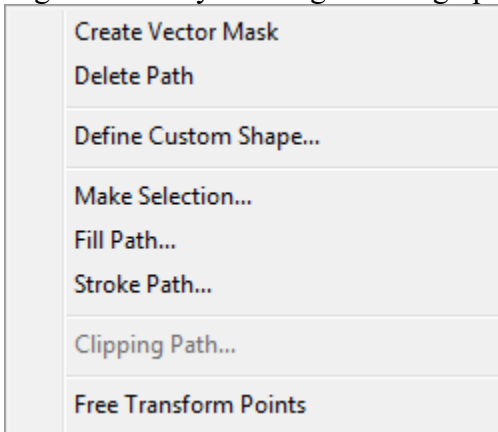 Create Vector Mask
Delete Path
Define Custom Shape...
Make Selection...
Fill Path...
Stroke Path...
Clipping Path...
Free Transform Points